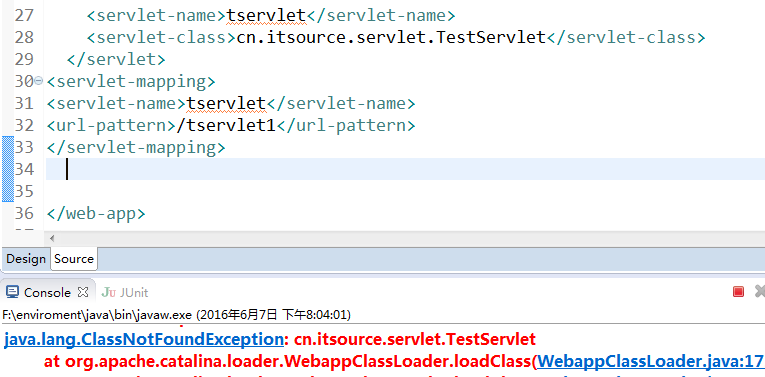 27 <servlet-name>tservlet</servlet-name>
28 <servlet-class>cn.itsource.servlet.TestServlet</servlet-class>
29 </servlet>
30 <servlet-mapping>
31 <servlet-name>tservlet</servlet-name>
32 <url-pattern>/tservlet1</url-pattern>
33 </servlet-mapping>
34
35
36 </web-app>
Design Source
Console JUnit
F:\enviroment\java\bin\javaw.exe (2016年6月7日 下午8:04:01)
java.lang.ClassNotFoundException: cn.itsource.servlet.TestServlet
at org.apache.catalina.loader.WebappClassLoader.loadClass(WebappClassLoader.java:17